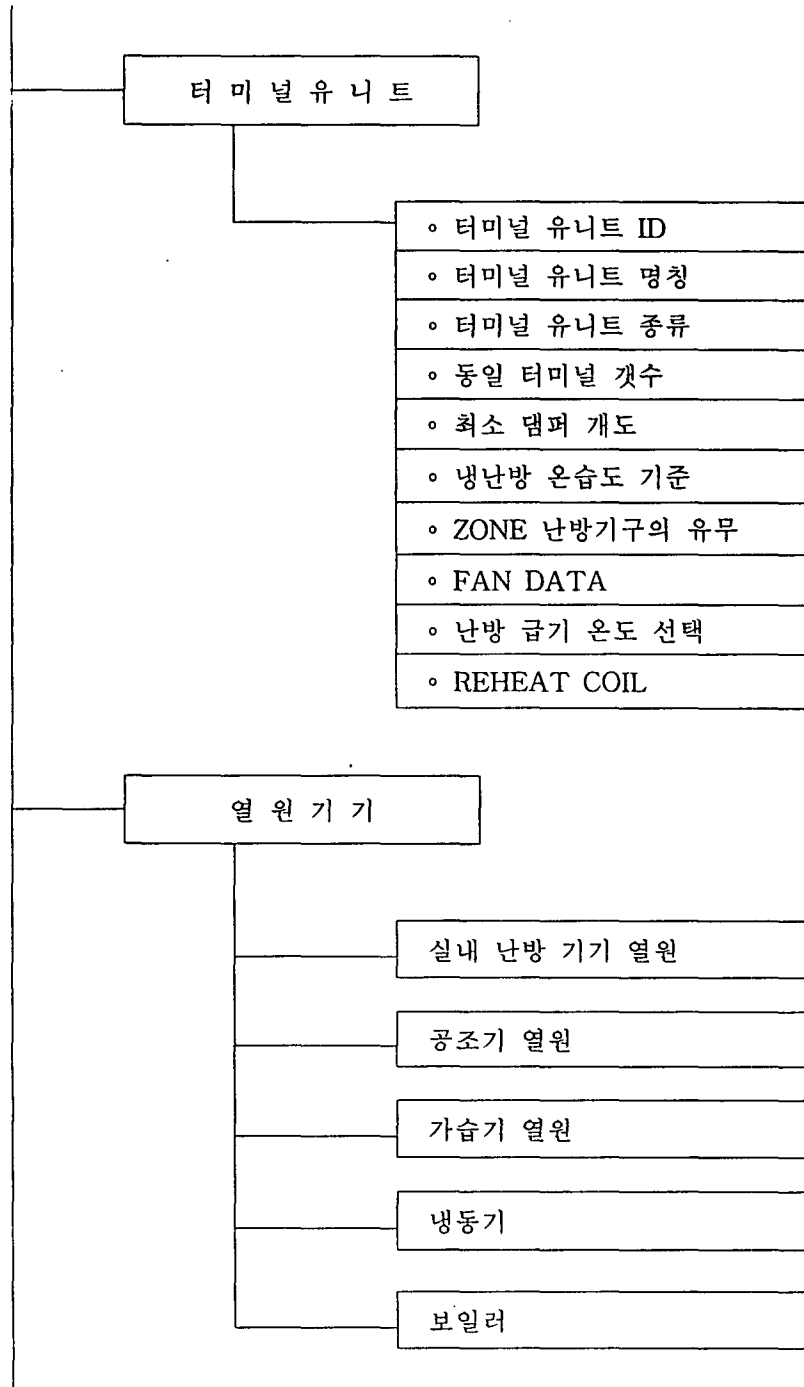 터 미 널 유 니 트
∘ 터미널 유니트 ID
∘ 터미널 유니트 명칭
∘ 터미널 유니트 종류
∘ 동일 터미널 갯수
∘ 최소 댐퍼 개도
∘ 냉난방 온습도 기준
∘ ZONE 난방기구의 유무
∘ FAN DATA
∘ 난방 급기 온도 선택
∘ REHEAT COIL
열 원 기 기
실내 난방 기기 열원
공조기 열원
가습기 열원
냉동기
보일러